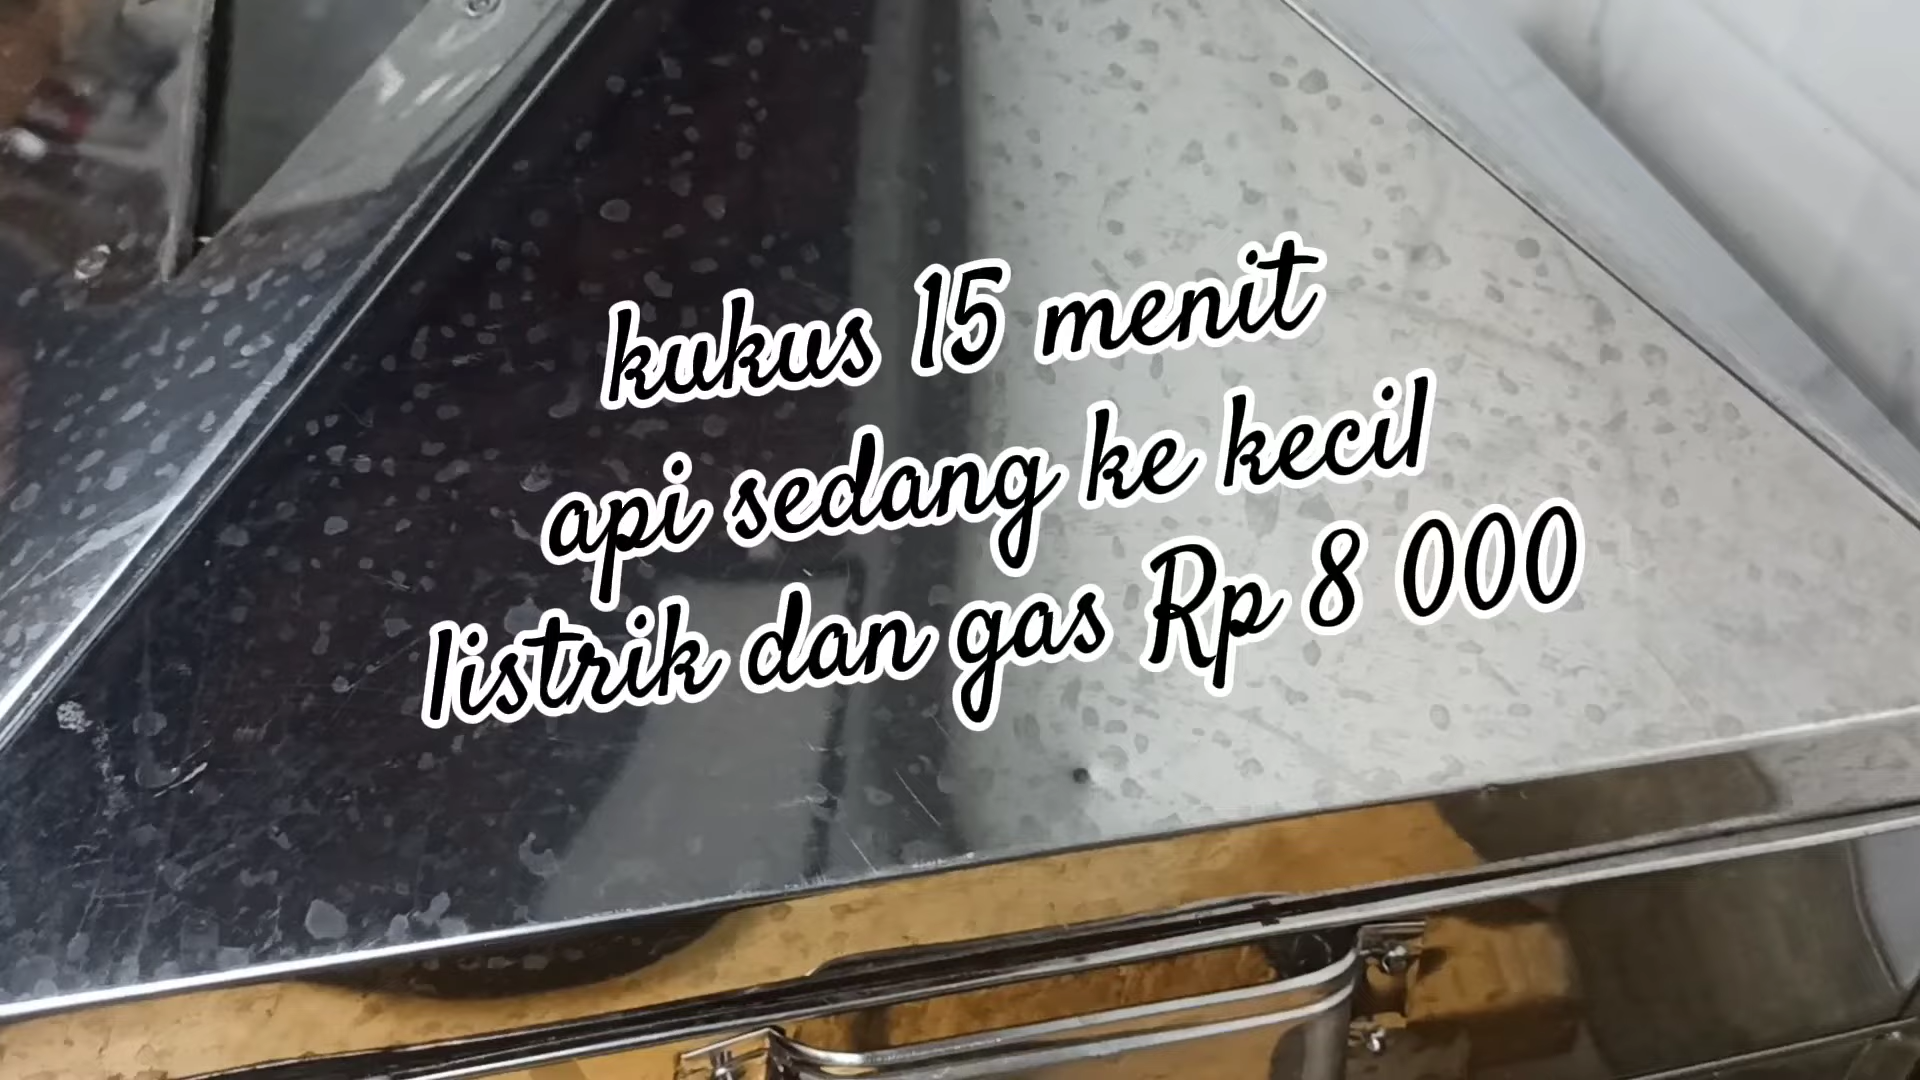 kukus 15 menit
api sedang ke kecil
listrik dan gas Rp 8 000